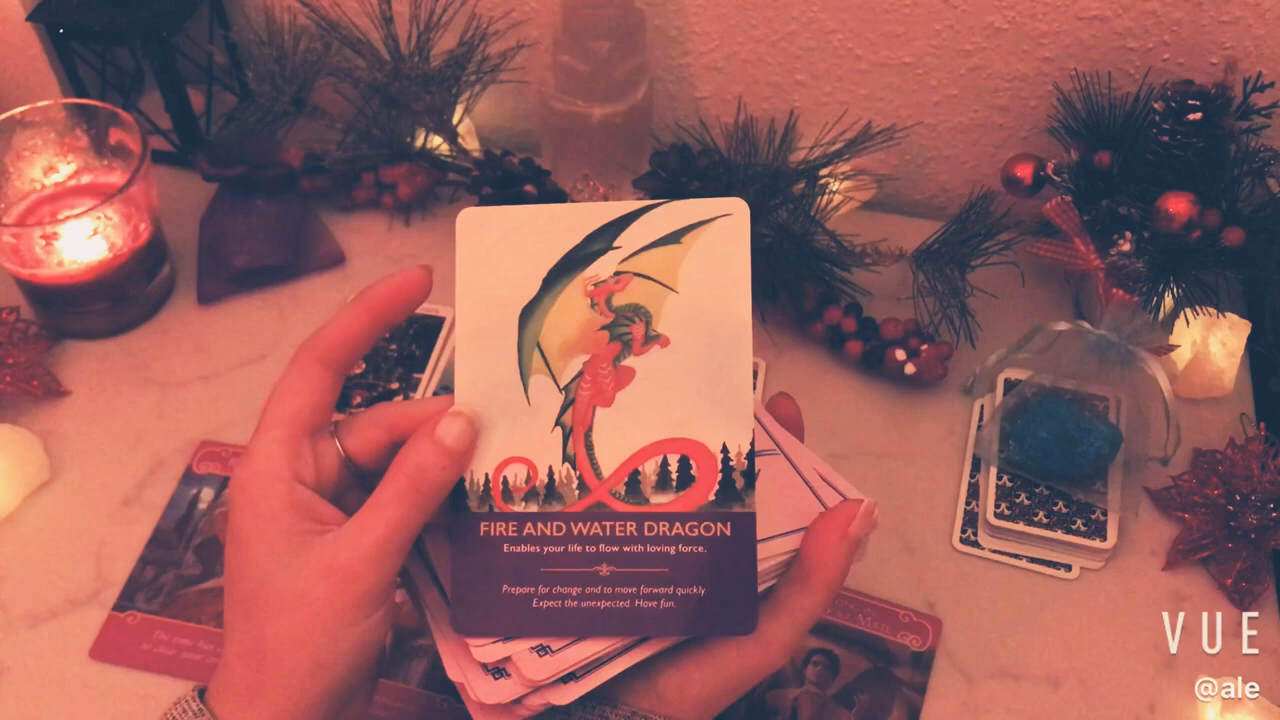 FIRE AND WATER DRAGON
Enables your life to flow with loving force.
Prepare for change and to move forward quickly
Expect the unexpected. Have fun.
VUE
@ale